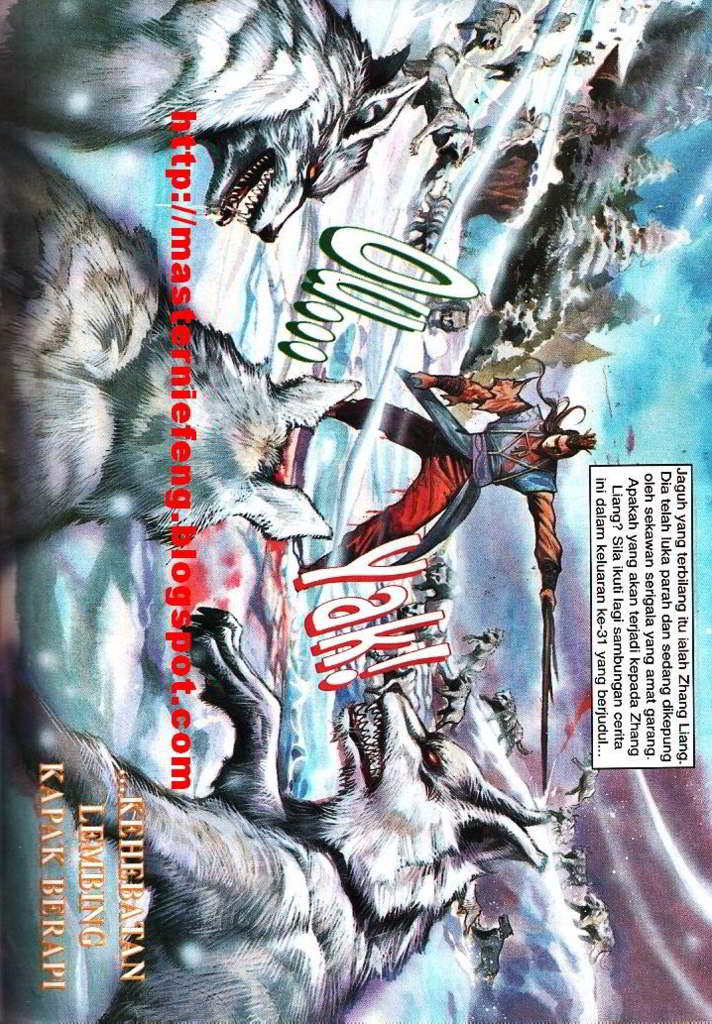 Jaguh yang terbilang itu ialah Zhang Liang.
Dia telah luka parah dan sedang dikepung
oleh sekawan serigala yang amat garang.
Apakah yang akan terjadi kepada Zhang
Liang? Sila ikuti lagi sambungan cerita
ini dalam keluaran ke-31 yang berjudul...
Yaki!
http://masterniefeng.blogspot.com
...KEHEBATAN
LEMBING
KAPAK BERAPI